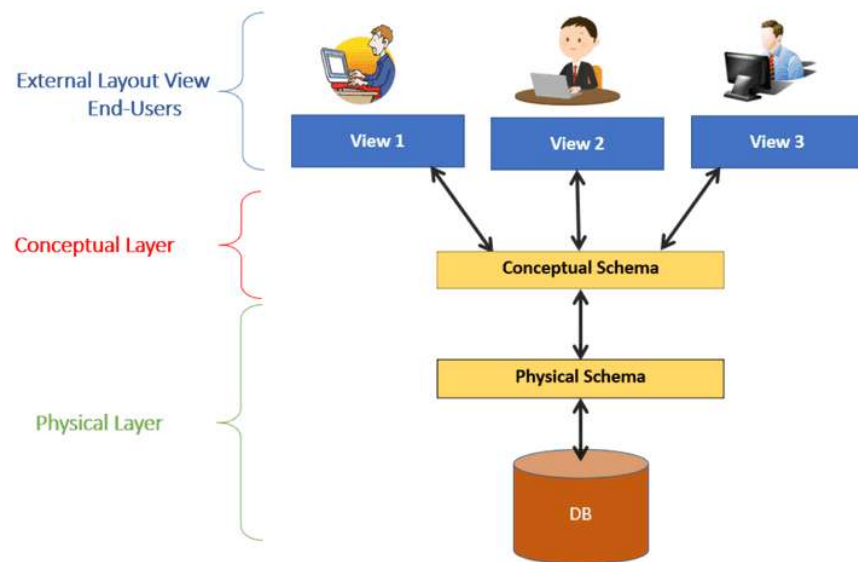 External Layout View
End-Users
View 1
View 2
View 3
Conceptual Layer
Conceptual Schema
Physical Schema
Physical Layer
DB